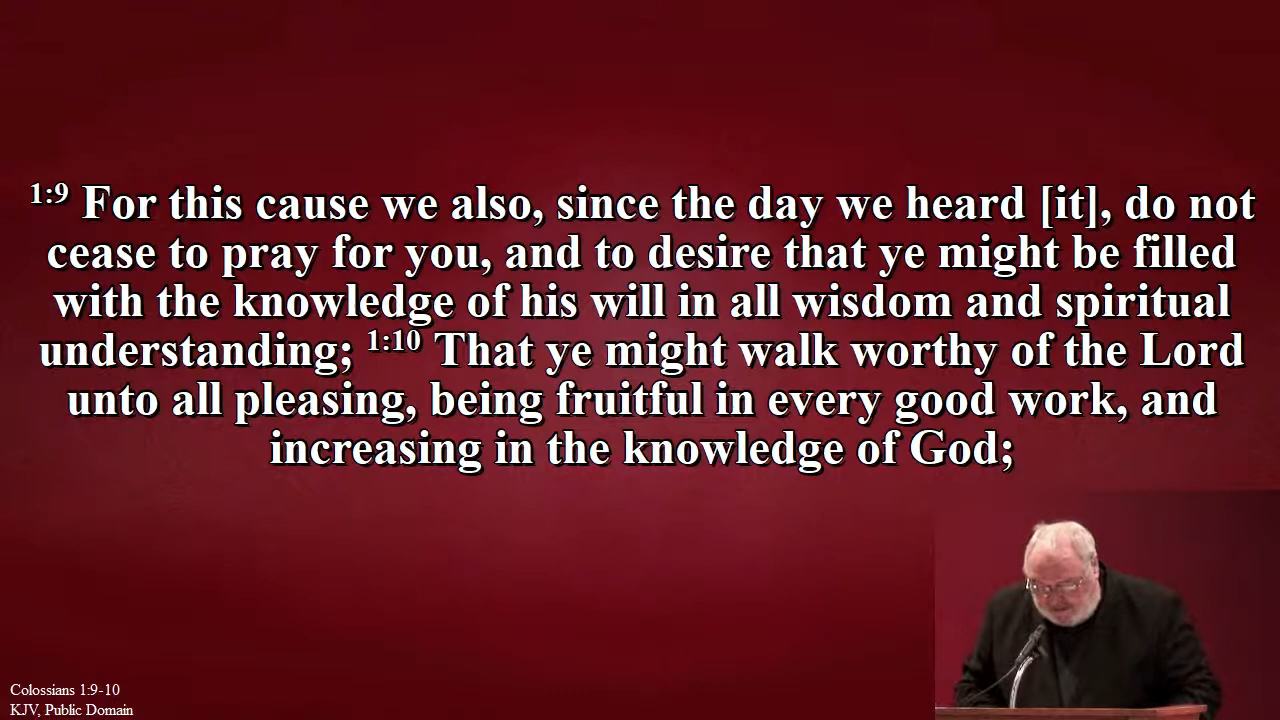 1:9 For this cause we also, since the day we heard [it], do not
cease to pray for you, and to desire that ye might be filled
with the knowledge of his will in all wisdom and spiritual
understanding; 1:10 That ye might walk worthy of the Lord
unto all pleasing, being fruitful in every good work, and
increasing in the knowledge of God;
Colossians 1:9-10
KJV, Public Domain